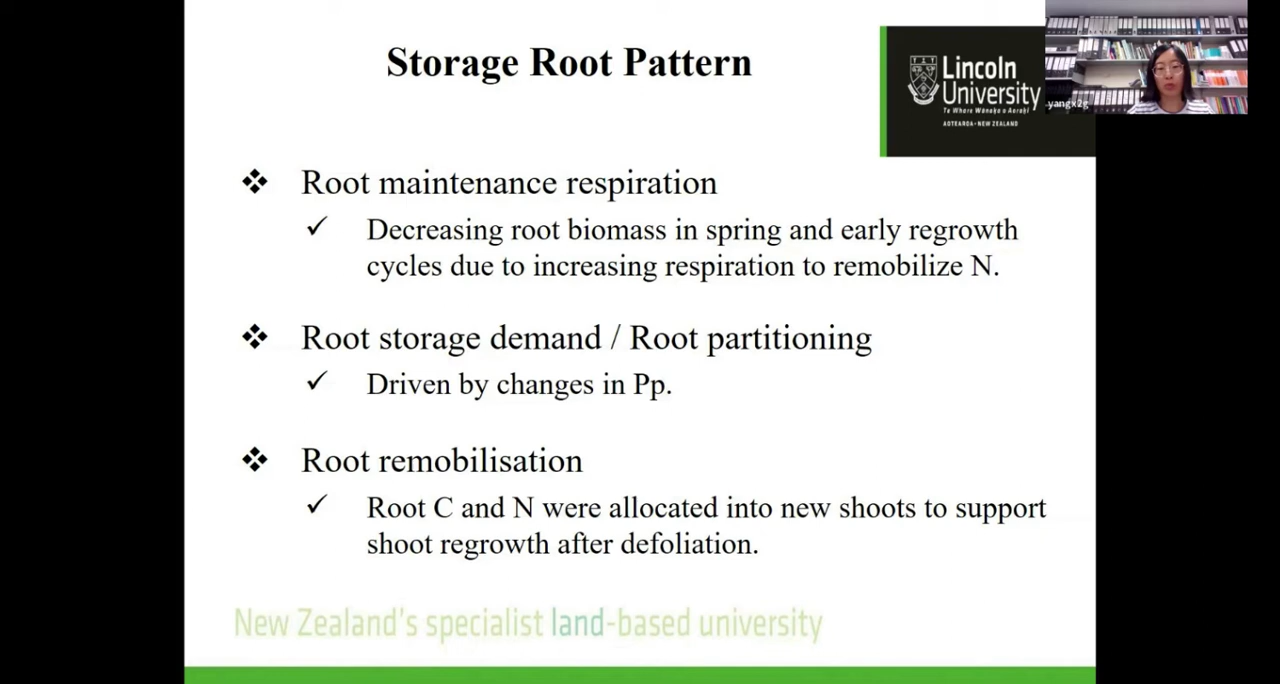 Storage Root Pattern
Lincoln
University
Te Whare Wānaka o Aoraki
AOTEAROA • NEW ZEALAND
yangx2g
Root maintenance respiration
Decreasing root biomass in spring and early regrowth
cycles due to increasing respiration to remobilize N.
Root storage demand / Root partitioning
Driven by changes in Pp.
Root remobilisation
Root C and N were allocated into new shoots to support
shoot regrowth after defoliation.
New Zealand's specialist land-based university